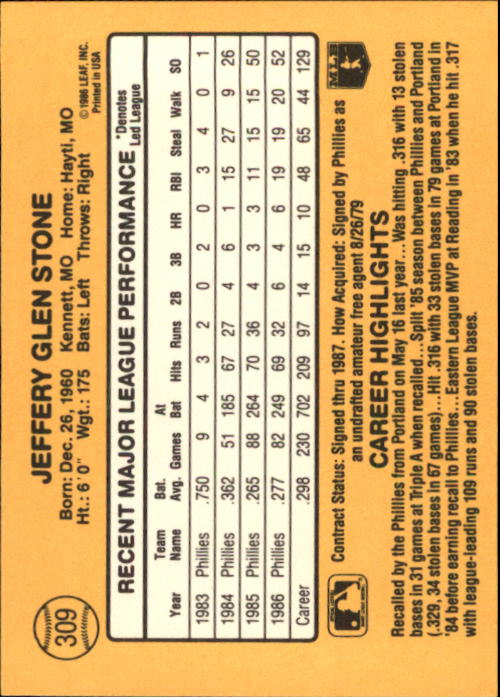 309
JEFFERY GLEN STONE
Born: Dec. 26, 1960 Kennett, MO Home: Hayti, MO
Ht.: 6'0" Wgt.: 175 Bats: Left Throws: Right
© 1986 LEAF, INC.
Printed in USA
RECENT MAJOR LEAGUE PERFORMANCE
*Denotes
Led League
Year Team Name Bat. Avg. Games At Bat Hits Runs 2B 3B HR RBI Steal Walk SO
1983 Phillies .750 9 4 3 2 0 2 0 3 4 0 1
1984 Phillies .362 51 185 67 27 4 6 1 15 27 9 26
1985 Phillies .265 88 264 70 36 4 3 3 11 15 15 50
1986 Phillies .277 82 249 69 32 6 4 6 19 19 20 52
Career .298 230 702 209 97 14 15 10 48 65 44 129
Contract Status: Signed thru 1987. How Acquired: Signed by Phillies as
an undrafted amateur free agent 8/26/79
MLB
CAREER HIGHLIGHTS
Recalled by the Phillies from Portland on May 16 last year... Was hitting .316 with 13 stolen
bases in 31 games at Triple A when recalled... Split '85 season between Phillies and Portland
(.329, 34 stolen bases in 67 games)... Hit .316 with 33 stolen bases in 79 games at Portland in
'84 before earning recall to Phillies... Eastern League MVP at Reading in '83 when he hit .317
with league-leading 109 runs and 90 stolen bases.